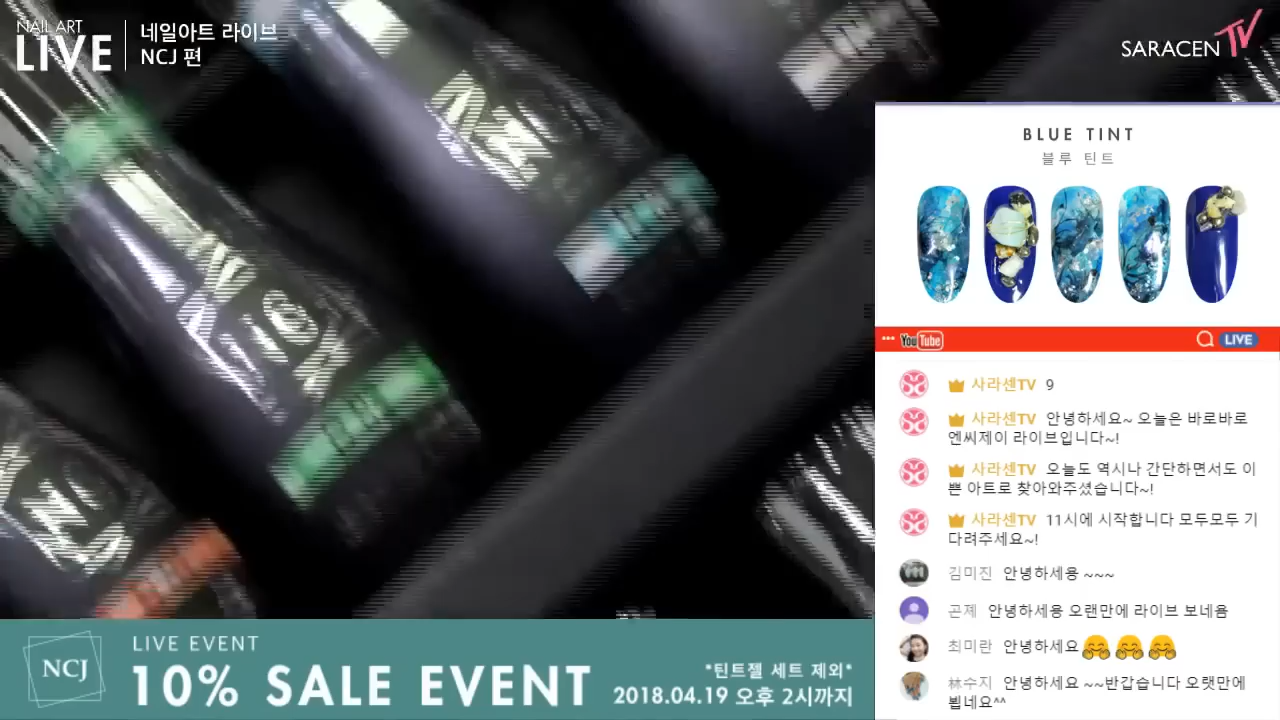 NAIL ART
LIVE
네일아트 라이브
NCJ 편
SARACEN TV
BLUE TINT
블루 틴트
YouTube
LIVE
사라센TV 9
사라센TV 안녕하세요~ 오늘은 바로바로
엔씨제이 라이브입니다~!
사라센TV 오늘도 역시나 간단하면서도 이
쁜 아트로 찾아와주셨습니다~!
사라센TV 11시에 시작합니다 모두모두 기
다려주세요~!
김미진 안녕하세용 ~~~
곤졔 안녕하세용 오랜만에 라이브 보네욤
최미란 안녕하세요🤗🤗🤗
林수지 안녕하세요 ~~반갑습니다 오랫만에
뵙네요^^
NCJ
LIVE EVENT
10% SALE EVENT
*틴트젤 세트 제외*
2018.04.19 오후 2시까지